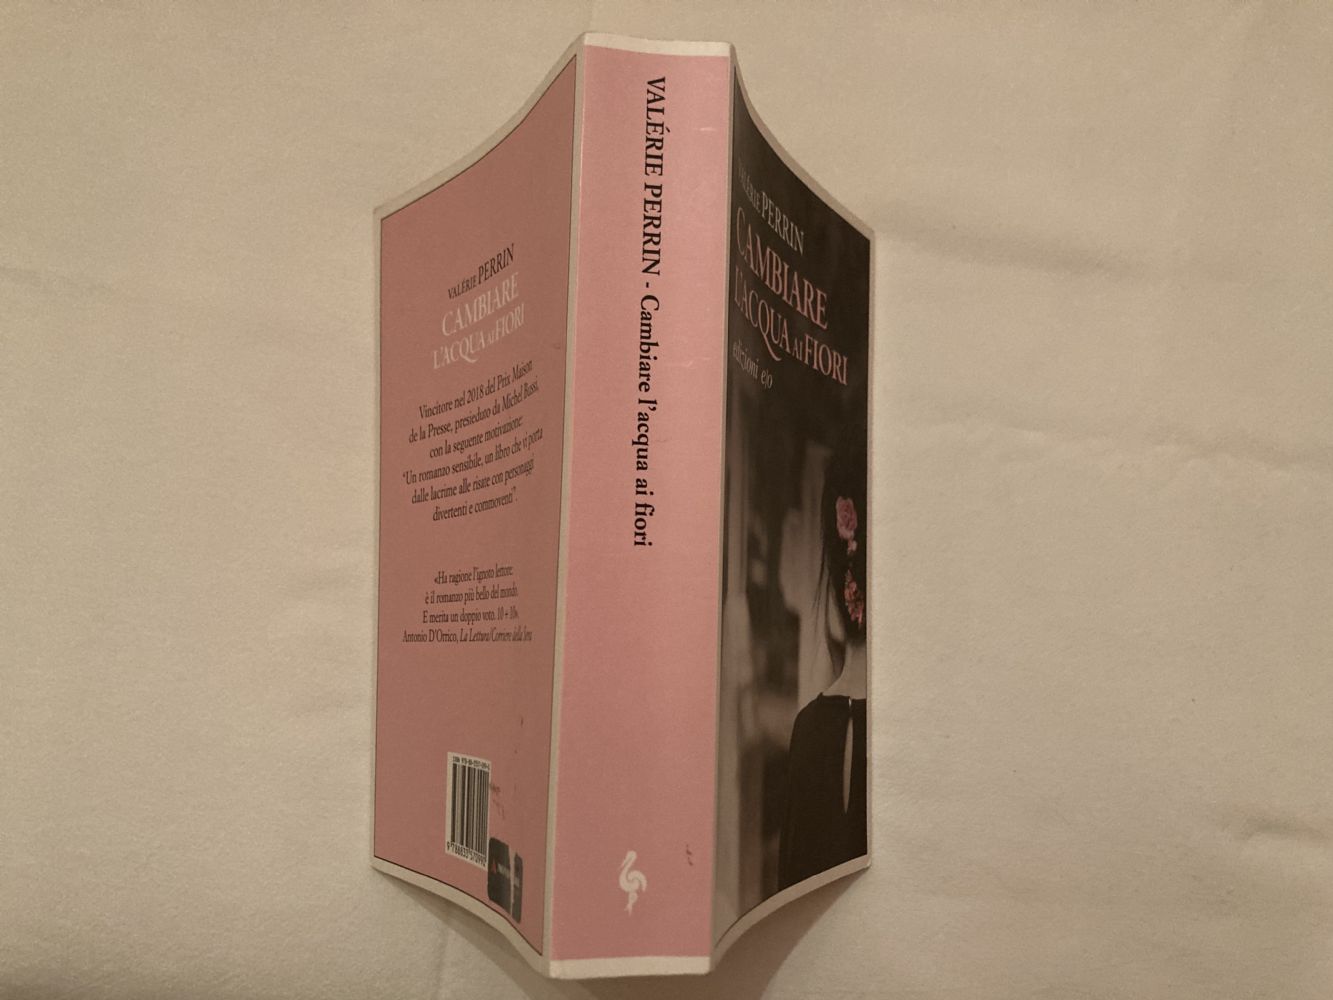 VALÉRIE PERRIN
CAMBIARE
L'ACQUA AI FIORI
Vincitore nel 2018 del Prix Maison
de la Presse, presieduto da Michel Bussi,
con la seguente motivazione:
"Un romanzo sensibile, un libro che vi porta
dalle lacrime alle risate con personaggi
divertenti e commoventi".
«Ha ragione l'ignoto lettore:
è il romanzo più bello del mondo.
E merita un doppio voto. 10 + 10».
Antonio D'Orrico, La Lettura/Corriere della Sera
VALÉRIE PERRIN - Cambiare l'acqua ai fiori
VALÉRIE PERRIN
CAMBIARE
L'ACQUA AI FIORI
edizioni e/o